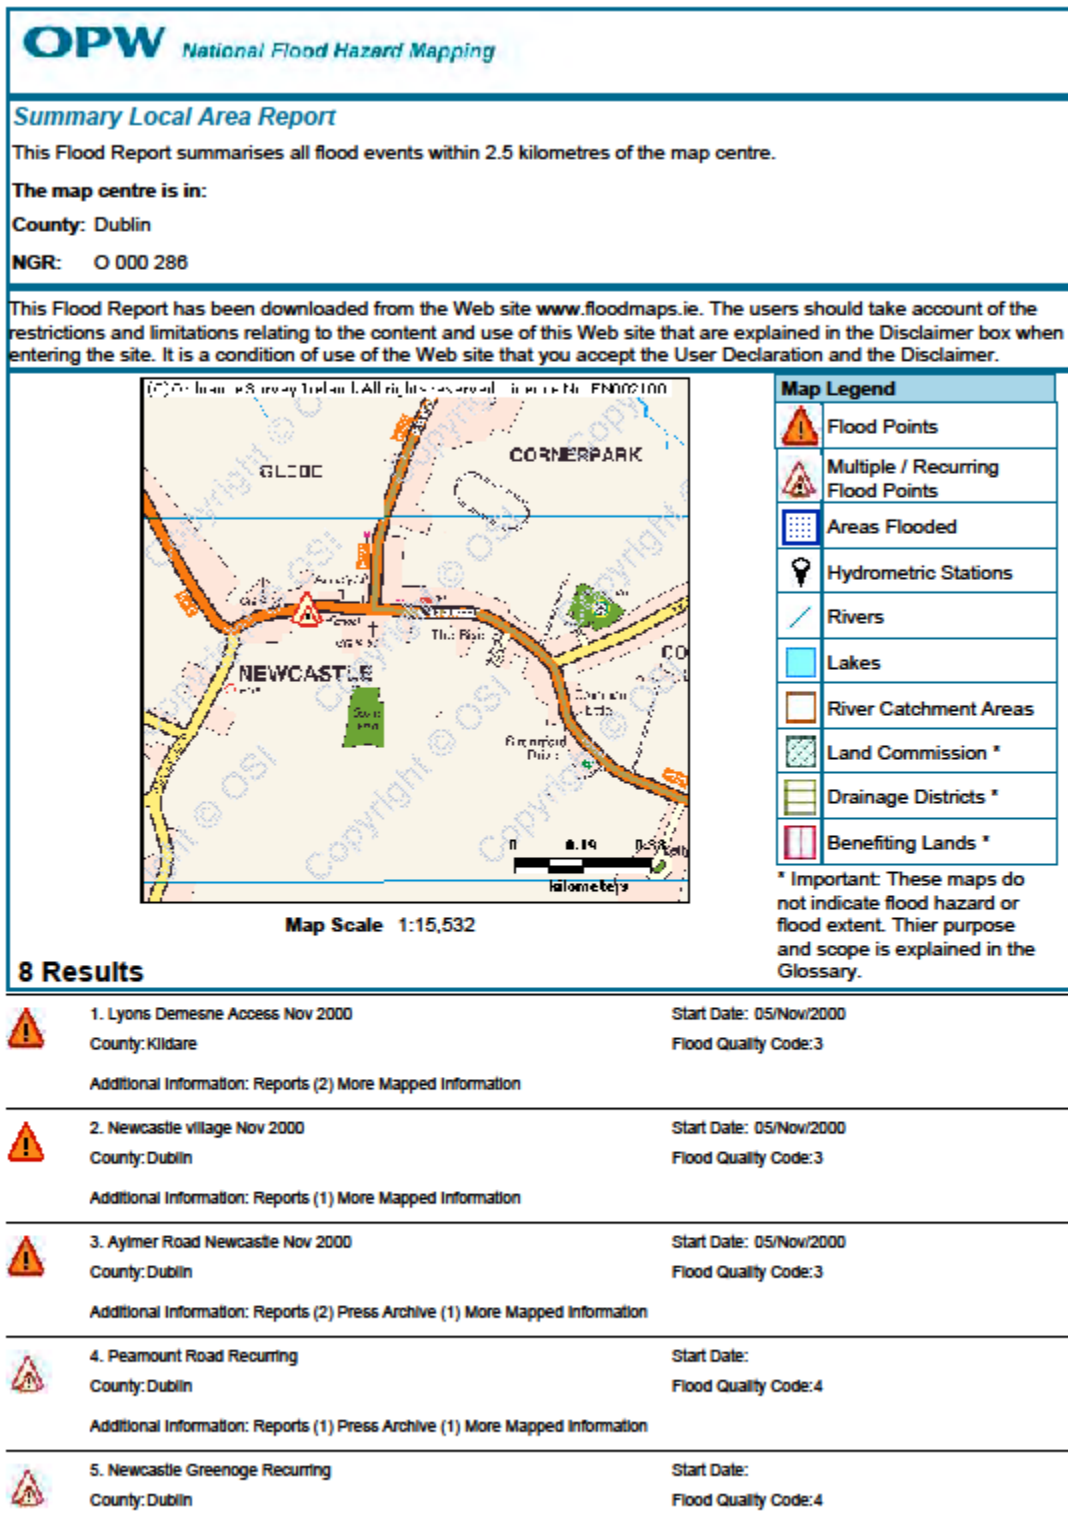 OPW National Flood Hazard Mapping
Summary Local Area Report
This Flood Report summarises all flood events within 2.5 kilometres of the map centre.
The map centre is in:
County: Dublin
NGR: O 000 286
This Flood Report has been downloaded from the Web site www.floodmaps.ie. The users should take account of the
restrictions and limitations relating to the content and use of this Web site that are explained in the Disclaimer box when
entering the site. It is a condition of use of the Web site that you accept the User Declaration and the Disclaimer.
All rights reserved
CORNERPARK
NEWCASTLE
The Rise
Copyright © OSi
0 0.19
kilometers
Map Scale 1:15,532
Map Legend
Flood Points
Multiple / Recurring
Flood Points
Areas Flooded
Hydrometric Stations
Rivers
Lakes
River Catchment Areas
Land Commission *
Drainage Districts *
Benefiting Lands *
* Important: These maps do
not indicate flood hazard or
flood extent. Thier purpose
and scope is explained in the
Glossary.
8 Results
1. Lyons Demesne Access Nov 2000 Start Date: 05/Nov/2000
County: Kildare Flood Quality Code:3
Additional Information: Reports (2) More Mapped Information
2. Newcastle village Nov 2000 Start Date: 05/Nov/2000
County: Dublin Flood Quality Code:3
Additional Information: Reports (1) More Mapped Information
3. Aylmer Road Newcastle Nov 2000 Start Date: 05/Nov/2000
County: Dublin Flood Quality Code:3
Additional Information: Reports (2) Press Archive (1) More Mapped Information
4. Peamount Road Recurring Start Date:
County: Dublin Flood Quality Code:4
Additional Information: Reports (1) Press Archive (1) More Mapped Information
5. Newcastle Greenoge Recurring Start Date:
County: Dublin Flood Quality Code:4